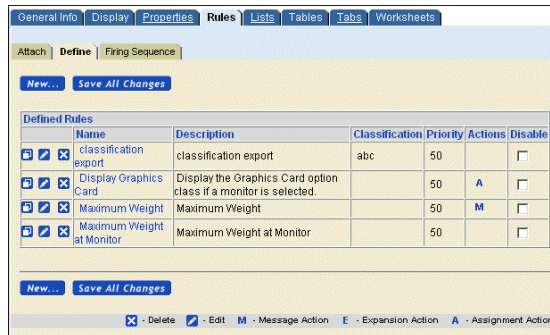 General Info Display Properties Rules Lists Tables Tabs Worksheets
Attach Define Firing Sequence
New... Save All Changes
Defined Rules
Name Description Classification Priority Actions Disable
classification export classification export abc 50
Display Graphics Card Display the Graphics Card option class if a monitor is selected. 50 A
Maximum Weight Maximum Weight 50 M
Maximum Weight at Monitor Maximum Weight at Monitor 50
New... Save All Changes
- Delete - Edit M - Message Action E - Expansion Action A - Assignment Action